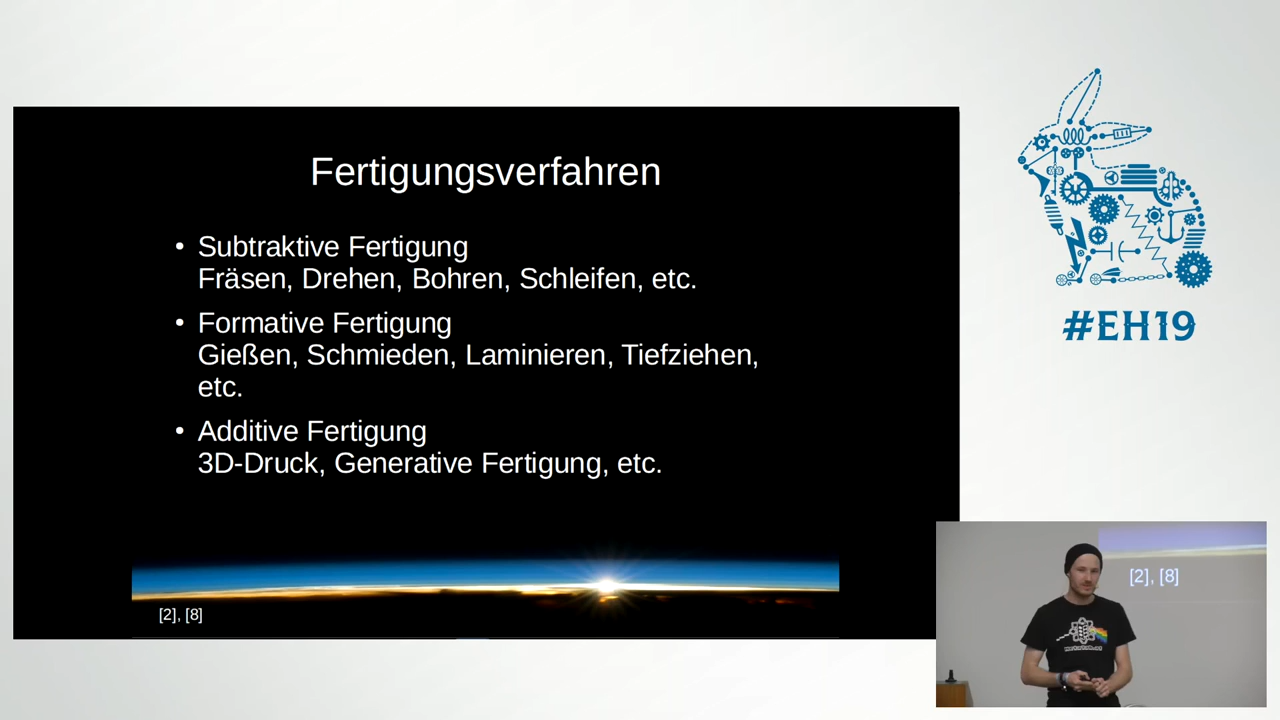 Fertigungsverfahren
• Subtraktive Fertigung
Fräsen, Drehen, Bohren, Schleifen, etc.
• Formative Fertigung
Gießen, Schmieden, Laminieren, Tiefziehen,
etc.
• Additive Fertigung
3D-Druck, Generative Fertigung, etc.
[2], [8]
#EH19
[2], [8]